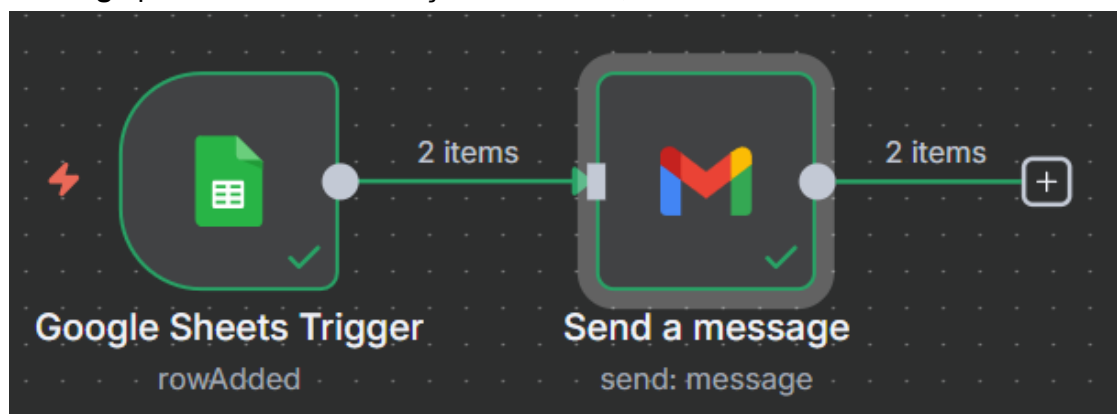 2 items
2 items
Google Sheets Trigger
Send a message
rowAdded
send: message